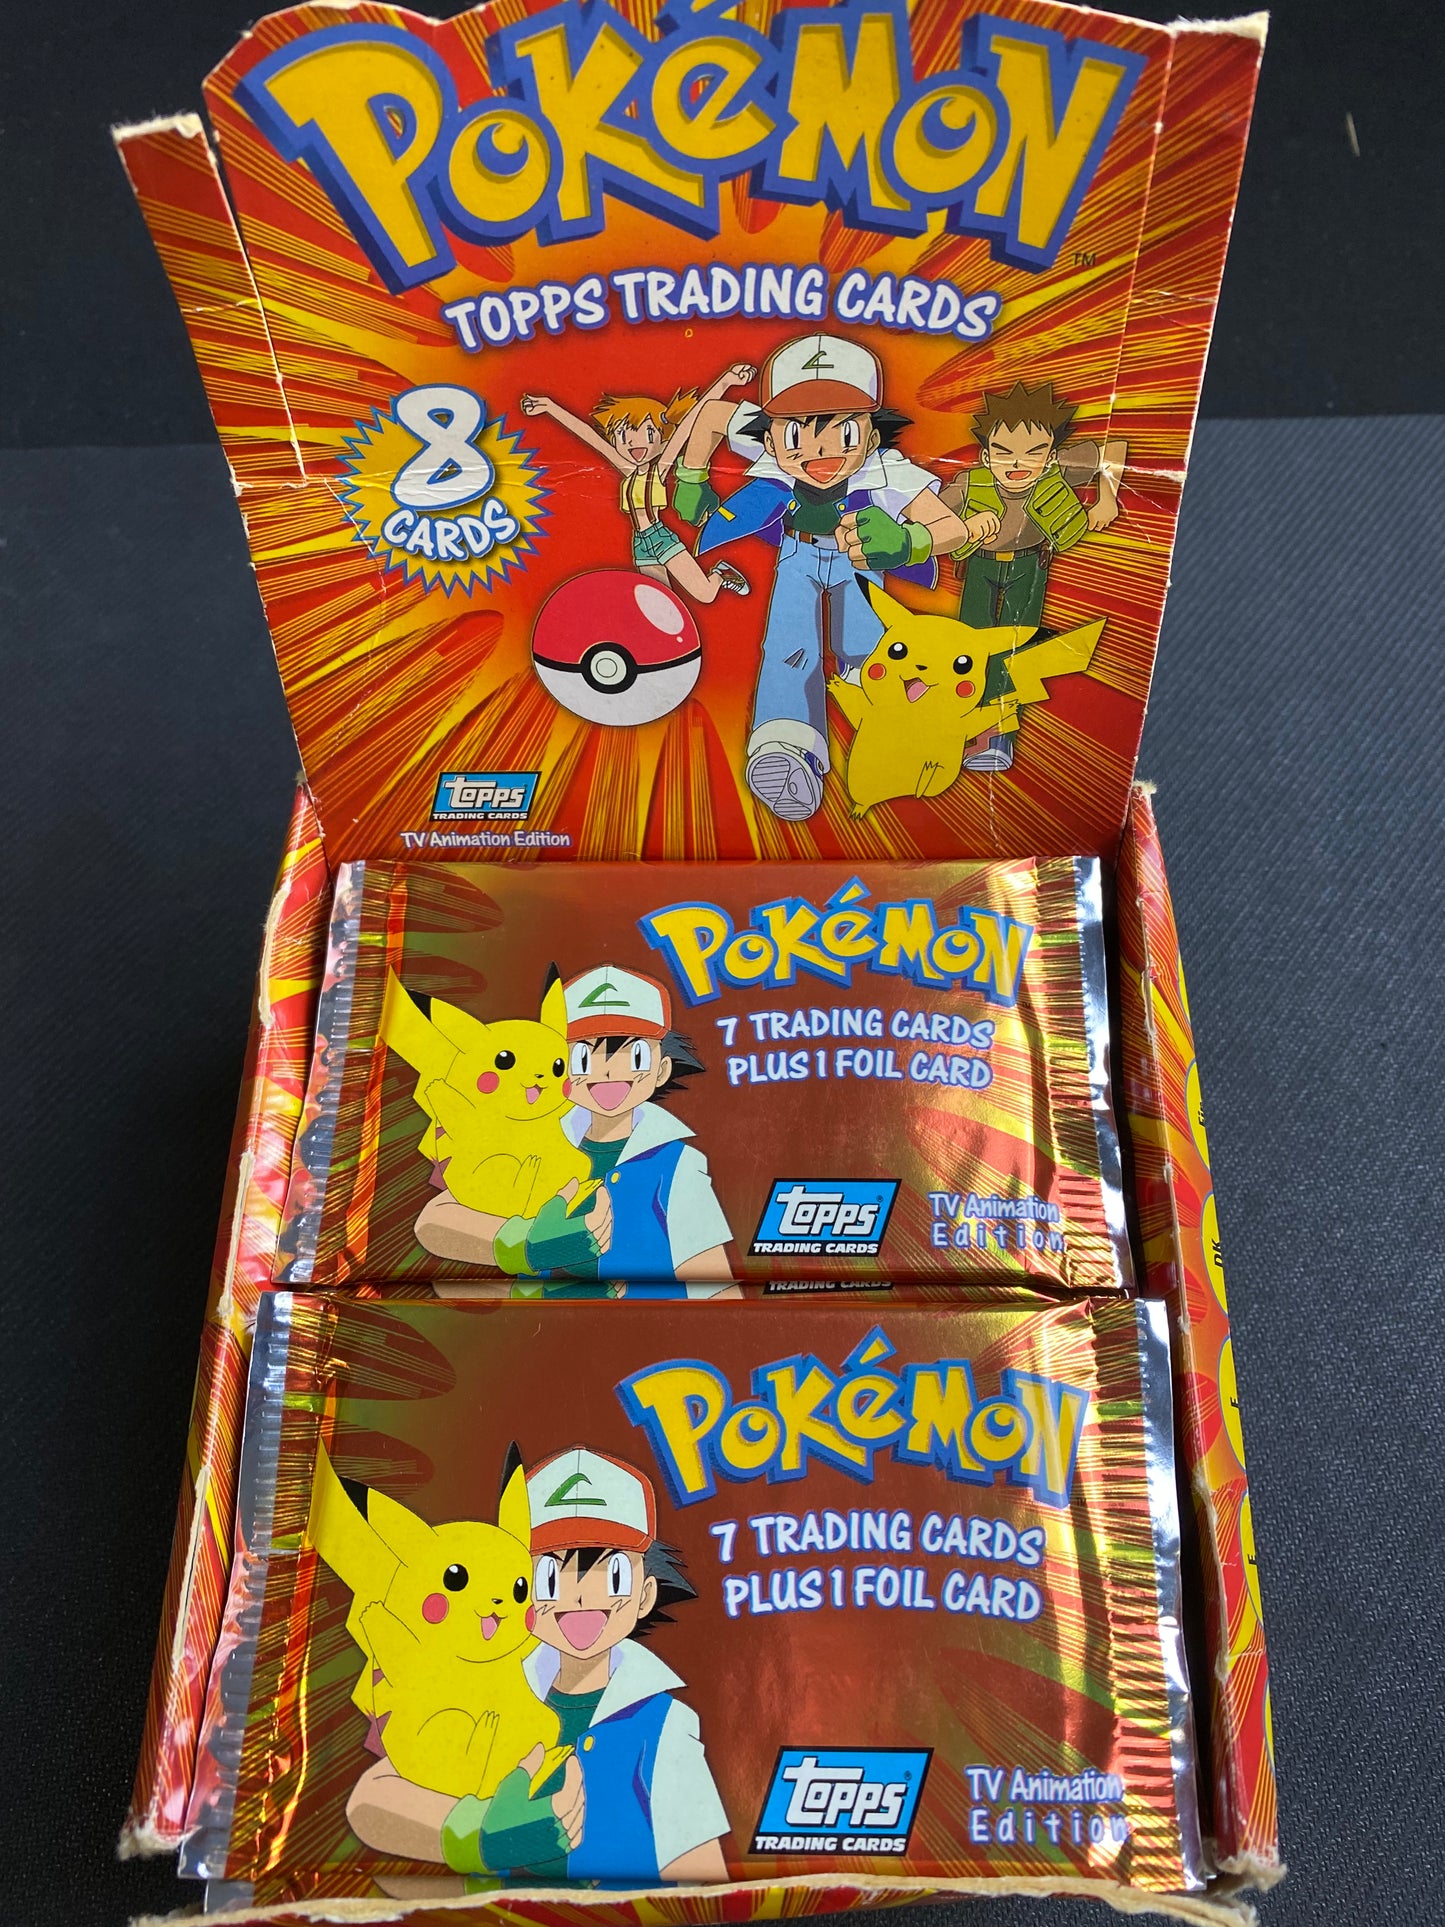 POKéMON
TM
TOPPS TRADING CARDS
8
CARDS
Topps
TRADING CARDS
TV Animation Edition
POKéMON
7 TRADING CARDS
PLUS 1 FOIL CARD
Topps®
TRADING CARDS
TV Animation
Edition
TRADING CARDS
POKéMON
7 TRADING CARDS
PLUS 1 FOIL CARD
Topps®
TRADING CARDS
TV Animation
Edition